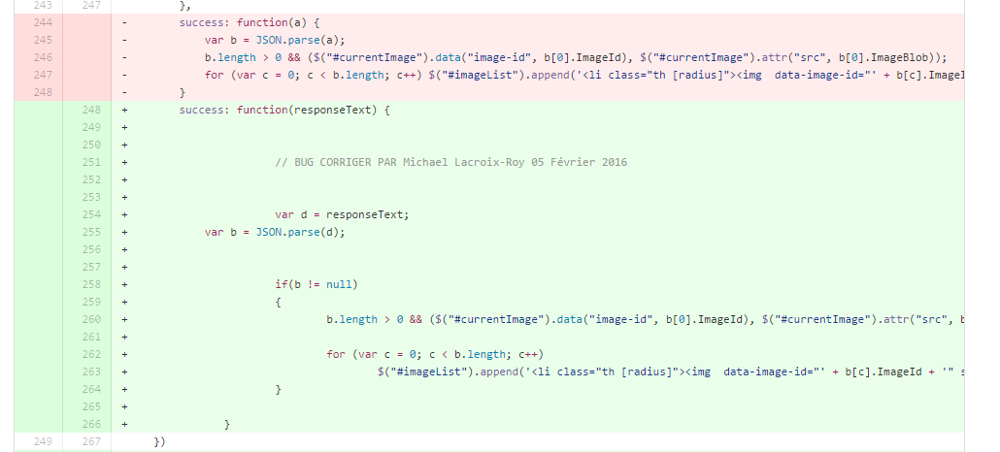 243 247 },
244 - success: function(a) {
245 - var b = JSON.parse(a);
246 - b.length > 0 && ($("#currentImage").data("image-id", b[0].ImageId), $("#currentImage").attr("src", b[0].ImageBlob));
247 - for (var c = 0; c < b.length; c++) $("#imageList").append('<li class="th [radius]"><img  data-image-id="' + b[c].ImageI
248 - }
248 + success: function(responseText) {
249 +
250 +
251 + // BUG CORRIGER PAR Michael Lacroix-Roy 05 Février 2016
252 +
253 +
254 + var d = responseText;
255 + var b = JSON.parse(d);
256 +
257 +
258 + if(b != null)
259 + {
260 + b.length > 0 && ($("#currentImage").data("image-id", b[0].ImageId), $("#currentImage").attr("src", b
261 +
262 + for (var c = 0; c < b.length; c++)
263 + $("#imageList").append('<li class="th [radius]"><img  data-image-id="' + b[c].ImageId + '" s
264 + }
265 +
266 + }
249 267 })